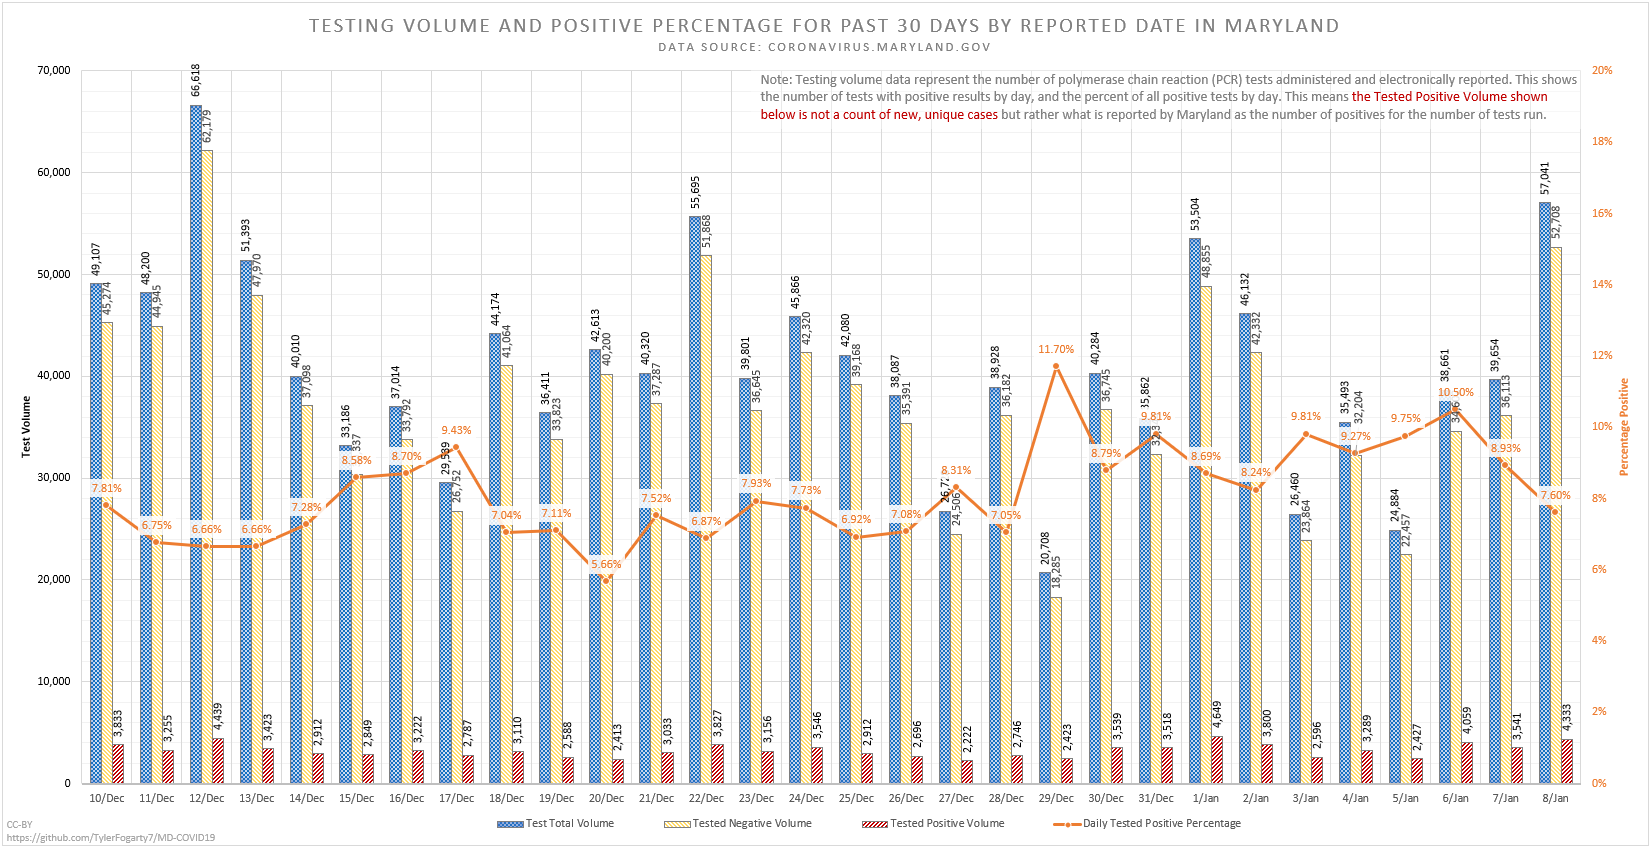 TESTING VOLUME AND POSITIVE PERCENTAGE FOR PAST 30 DAYS BY REPORTED DATE IN MARYLAND
DATA SOURCE: CORONAVIRUS.MARYLAND.GOV
Note: Testing volume data represent the number of polymerase chain reaction (PCR) tests administered and electronically reported. This shows
the number of tests with positive results by day, and the percent of all positive tests by day. This means the Tested Positive Volume shown
below is not a count of new, unique cases but rather what is reported by Maryland as the number of positives for the number of tests run.
Test Volume
70,000
60,000
50,000
40,000
30,000
20,000
10,000
0
Percentage Positive
20%
18%
16%
14%
12%
10%
8%
6%
4%
2%
0%
49,107 45,274 7.81% 3,833
48,200 44,945 6.75% 3,255
66,618 62,179 6.66% 4,439
51,393 47,970 6.66% 3,423
40,010 37,098 7.28% 2,912
33,186 337 8.58% 2,849
37,014 33,792 8.70% 3,222
29,539 26,752 9.43% 2,787
44,174 41,064 7.04% 3,110
36,411 33,823 7.11% 2,588
42,613 40,200 5.66% 2,413
40,320 37,287 7.52% 3,033
55,695 51,868 6.87% 3,827
39,801 36,645 7.93% 3,156
45,866 42,320 7.73% 3,546
42,080 39,168 6.92% 2,912
38,087 35,391 7.08% 2,696
24,506 8.31% 2,222
38,928 36,182 7.05% 2,746
20,708 18,285 11.70% 2,423
40,284 36,745 8.79% 3,539
35,862 9.81% 3,518
53,504 48,855 8.69% 4,649
46,132 42,332 8.24% 3,800
26,460 23,864 9.81% 2,596
35,493 32,204 9.27% 3,289
24,884 22,457 9.75% 2,427
38,661 10.50% 4,059
39,654 36,113 8.93% 3,541
57,041 52,708 7.60% 4,333
10/Dec 11/Dec 12/Dec 13/Dec 14/Dec 15/Dec 16/Dec 17/Dec 18/Dec 19/Dec 20/Dec 21/Dec 22/Dec 23/Dec 24/Dec 25/Dec 26/Dec 27/Dec 28/Dec 29/Dec 30/Dec 31/Dec 1/Jan 2/Jan 3/Jan 4/Jan 5/Jan 6/Jan 7/Jan 8/Jan
Test Total Volume Tested Negative Volume Tested Positive Volume Daily Tested Positive Percentage
CC-BY
https://github.com/TylerFogarty7/MD-COVID19